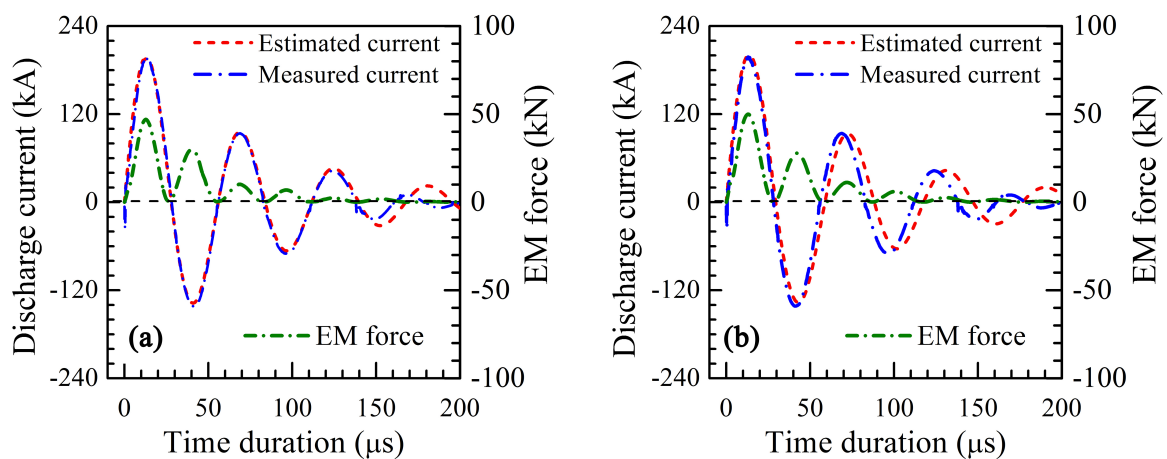 240
120
0
-120
-240
Discharge current (kA)
100
50
0
-50
-100
EM force (kN)
Estimated current
Measured current
(a)
EM force
0 50 100 150 200
Time duration (μs)
240
120
0
-120
-240
Discharge current (kA)
100
50
0
-50
-100
EM force (kN)
Estimated current
Measured current
(b)
EM force
0 50 100 150 200
Time duration (μs)